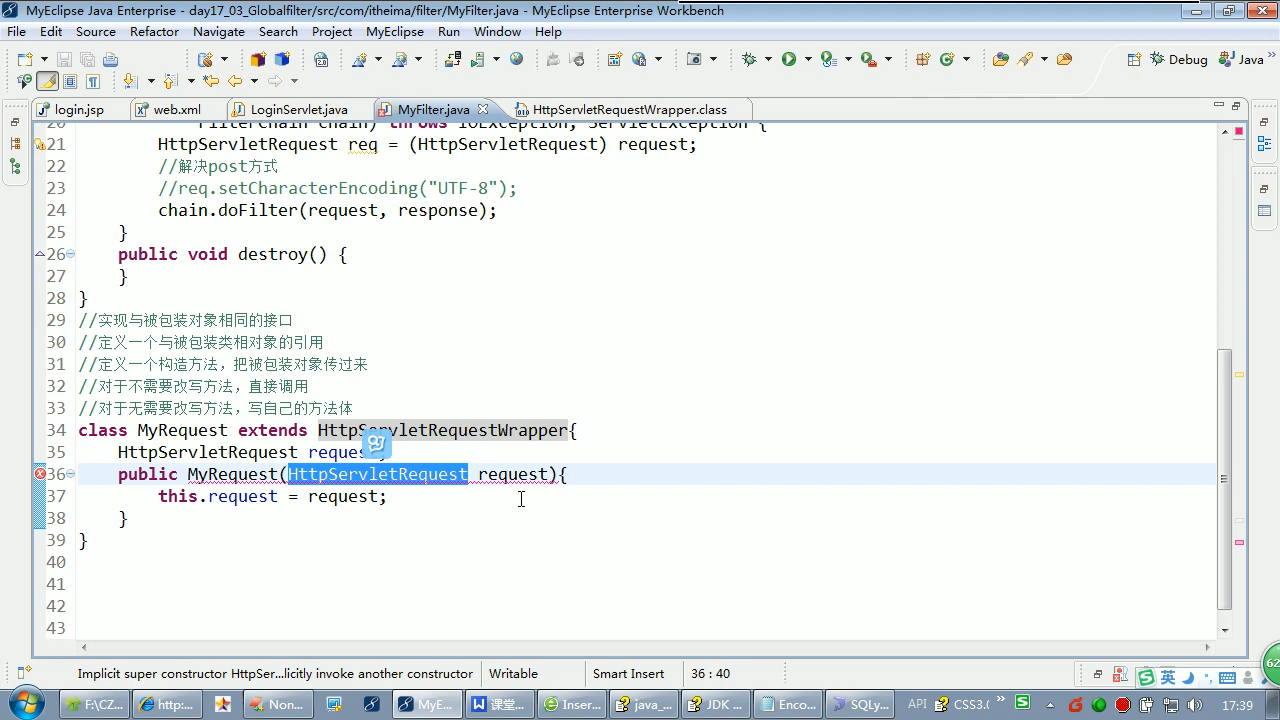 MyEclipse Java Enterprise - day17_03_Globalfilter/src/com/itheima/filter/MyFilter.java - MyEclipse Enterprise Workbench
File Edit Source Refactor Navigate Search Project MyEclipse Run Window Help
Debug Java
login.jsp web.xml LoginServlet.java MyFilter.java HttpServletRequestWrapper.class
20 FilterChain chain) throws IOException, ServletException {
21 HttpServletRequest req = (HttpServletRequest) request;
22 //解决post方式
23 //req.setCharacterEncoding("UTF-8");
24 chain.doFilter(request, response);
25 }
26 public void destroy() {
27 }
28 }
29 //实现与被包装对象相同的接口
30 //定义一个与被包装类相对象的引用
31 //定义一个构造方法，把被包装对象传过来
32 //对于不需要改写方法，直接调用
33 //对于无需要改写方法，写自己的方法体
34 class MyRequest extends HttpServletRequestWrapper{
35 HttpServletRequest request;
36 public MyRequest(HttpServletRequest request){
37 this.request = request;
38 }
39 }
40
41
42
43
Implicit super constructor HttpSer...licitly invoke another constructor Writable Smart Insert 36 : 40
英
62
F:\CZ... http:... Non... MyE... 课堂... Inser... java_... JDK ... Enco... SQLy... API CSS3.( 17:39